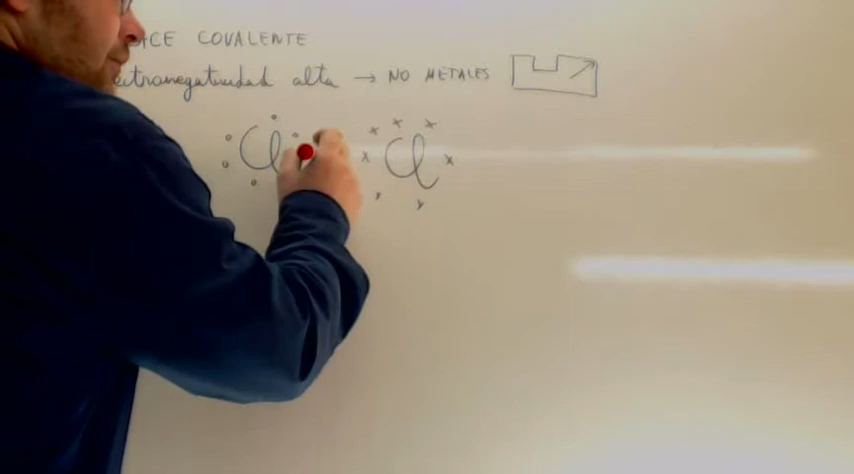 ACE COVALENTE
ctronegatividad alta → NO METALES
Cl Cl